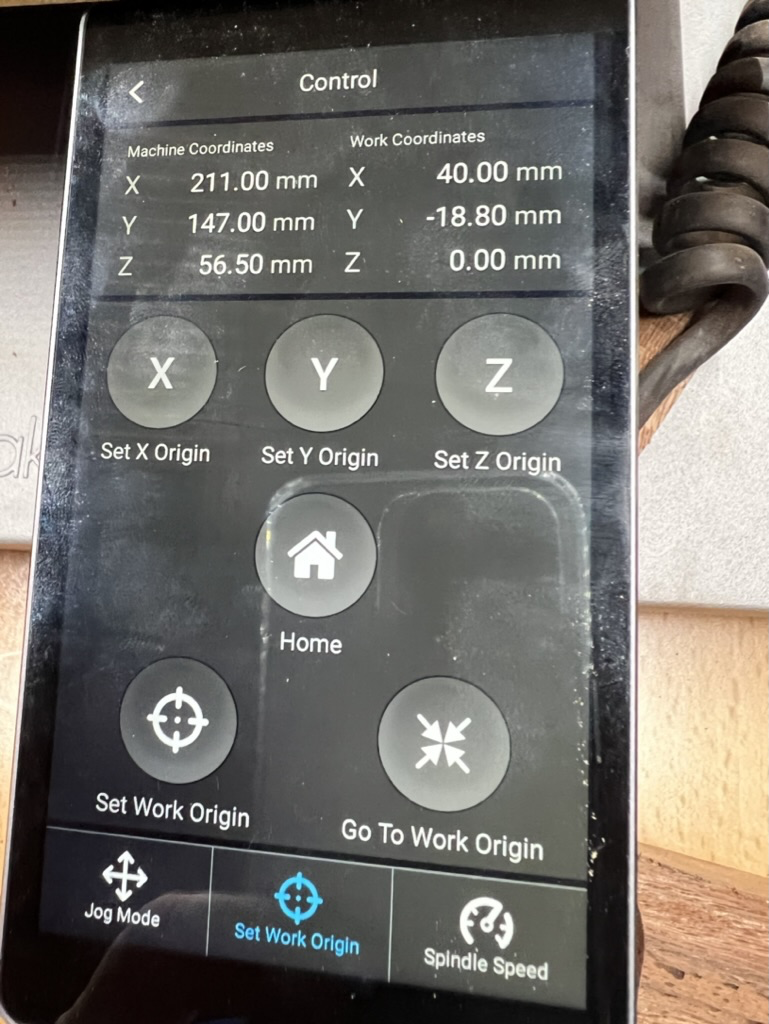 Control
Machine Coordinates
X 211.00 mm
Y 147.00 mm
Z 56.50 mm
Work Coordinates
X 40.00 mm
Y -18.80 mm
Z 0.00 mm
X Y Z
Set X Origin Set Y Origin Set Z Origin
Home
Set Work Origin Go To Work Origin
Jog Mode Set Work Origin Spindle Speed